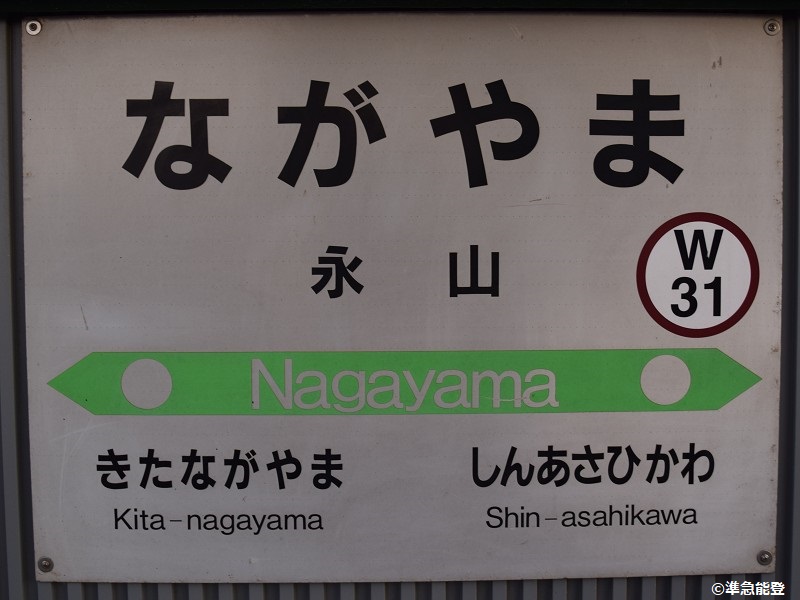 ながやま
永山
W
31
Nagayama
きたながやま
しんあさひかわ
Kita-nagayama
Shin-asahikawa
©準急能登